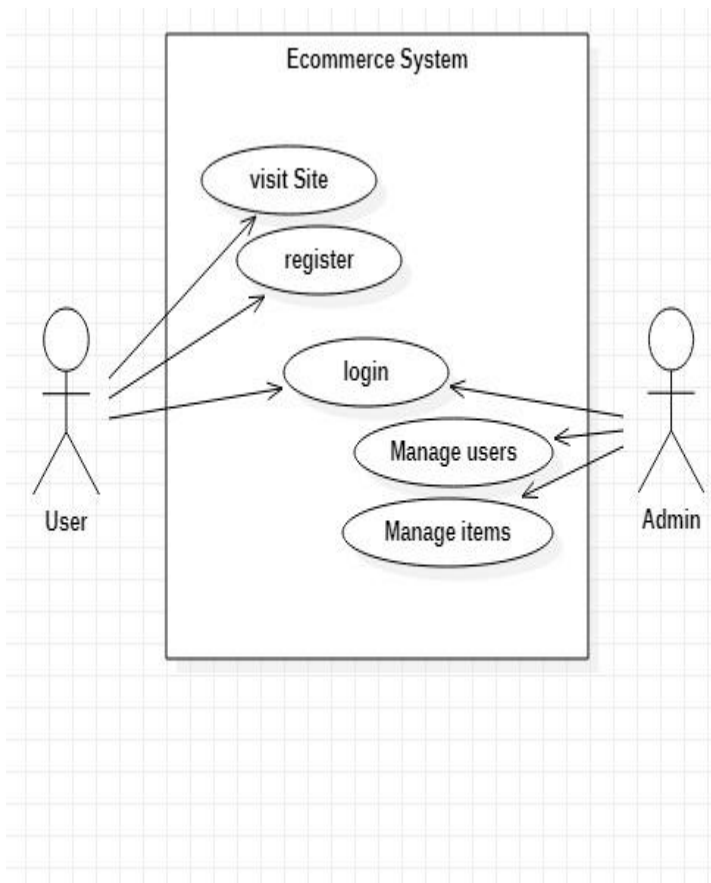 Ecommerce System
visit Site
register
login
Manage users
Manage items
User
Admin